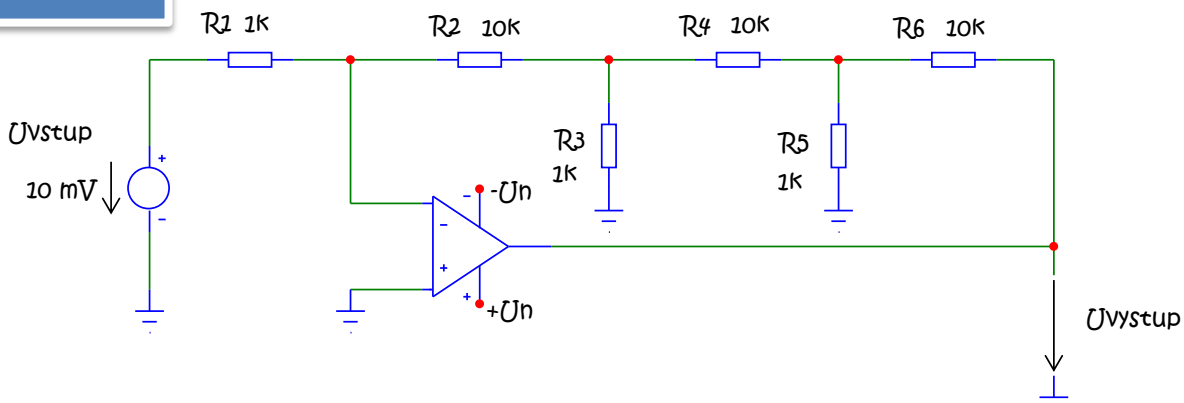 R1 1k
R2 10k
R4 10k
R6 10k
Uvstup
10 mV
+
-
R3
1k
R5
1k
-
-Un
-
+
+
+Un
Uvystup